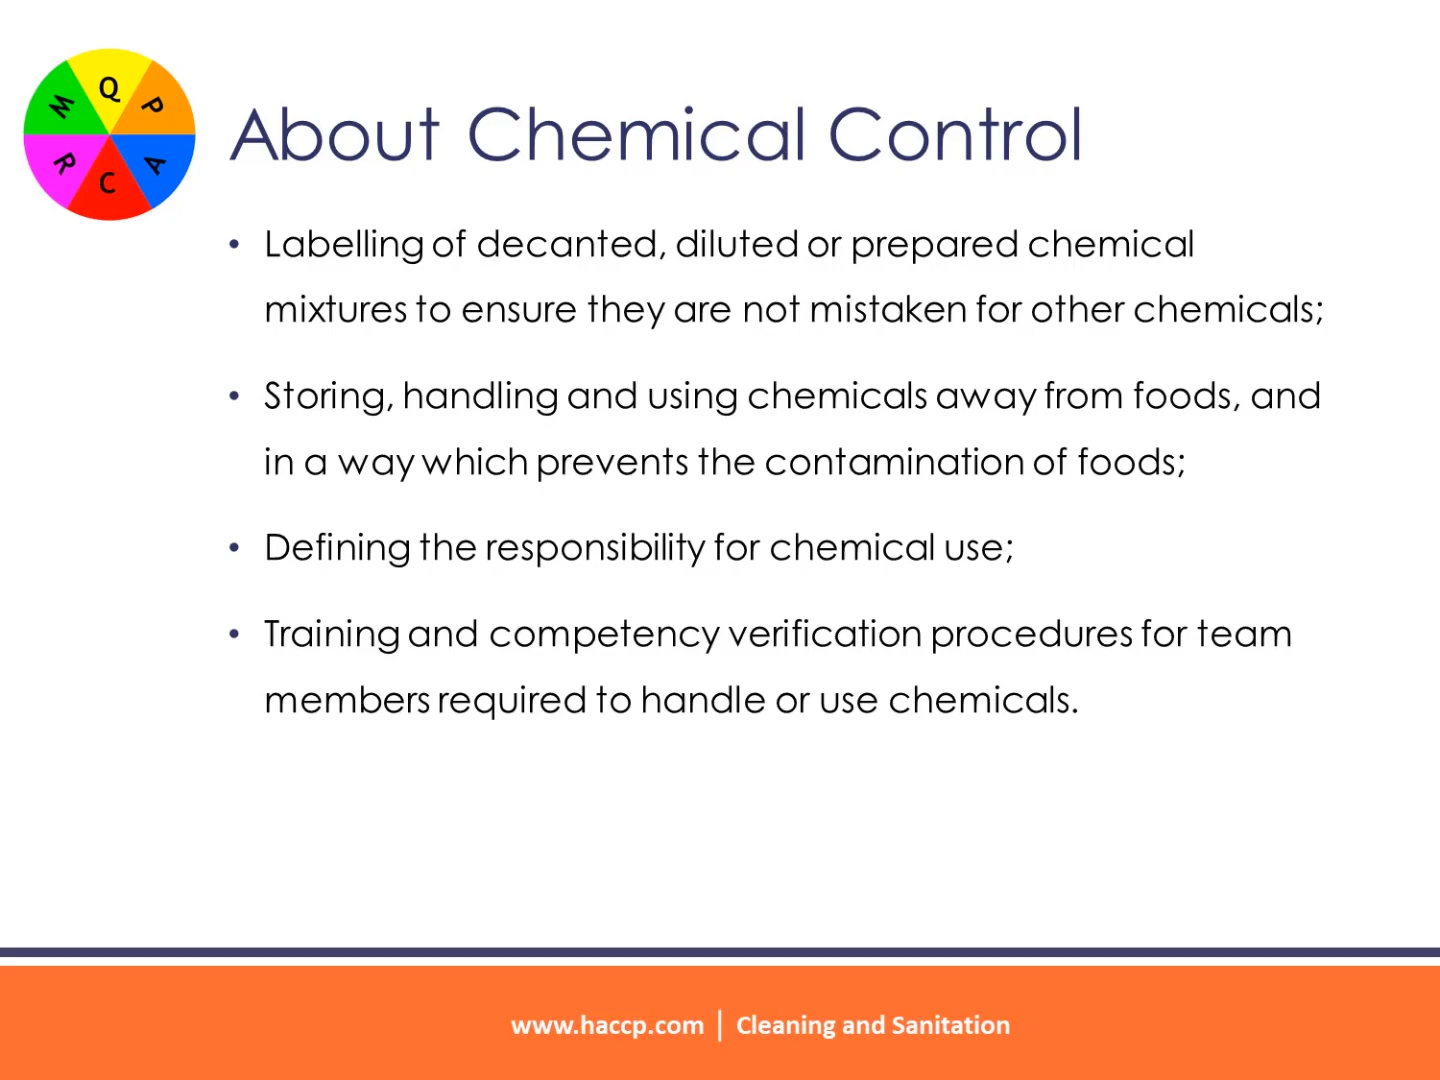 Q
P
A
C
R
M
About Chemical Control
• Labelling of decanted, diluted or prepared chemical
mixtures to ensure they are not mistaken for other chemicals;
• Storing, handling and using chemicals away from foods, and
in a way which prevents the contamination of foods;
• Defining the responsibility for chemical use;
• Training and competency verification procedures for team
members required to handle or use chemicals.
www.haccp.com | Cleaning and Sanitation